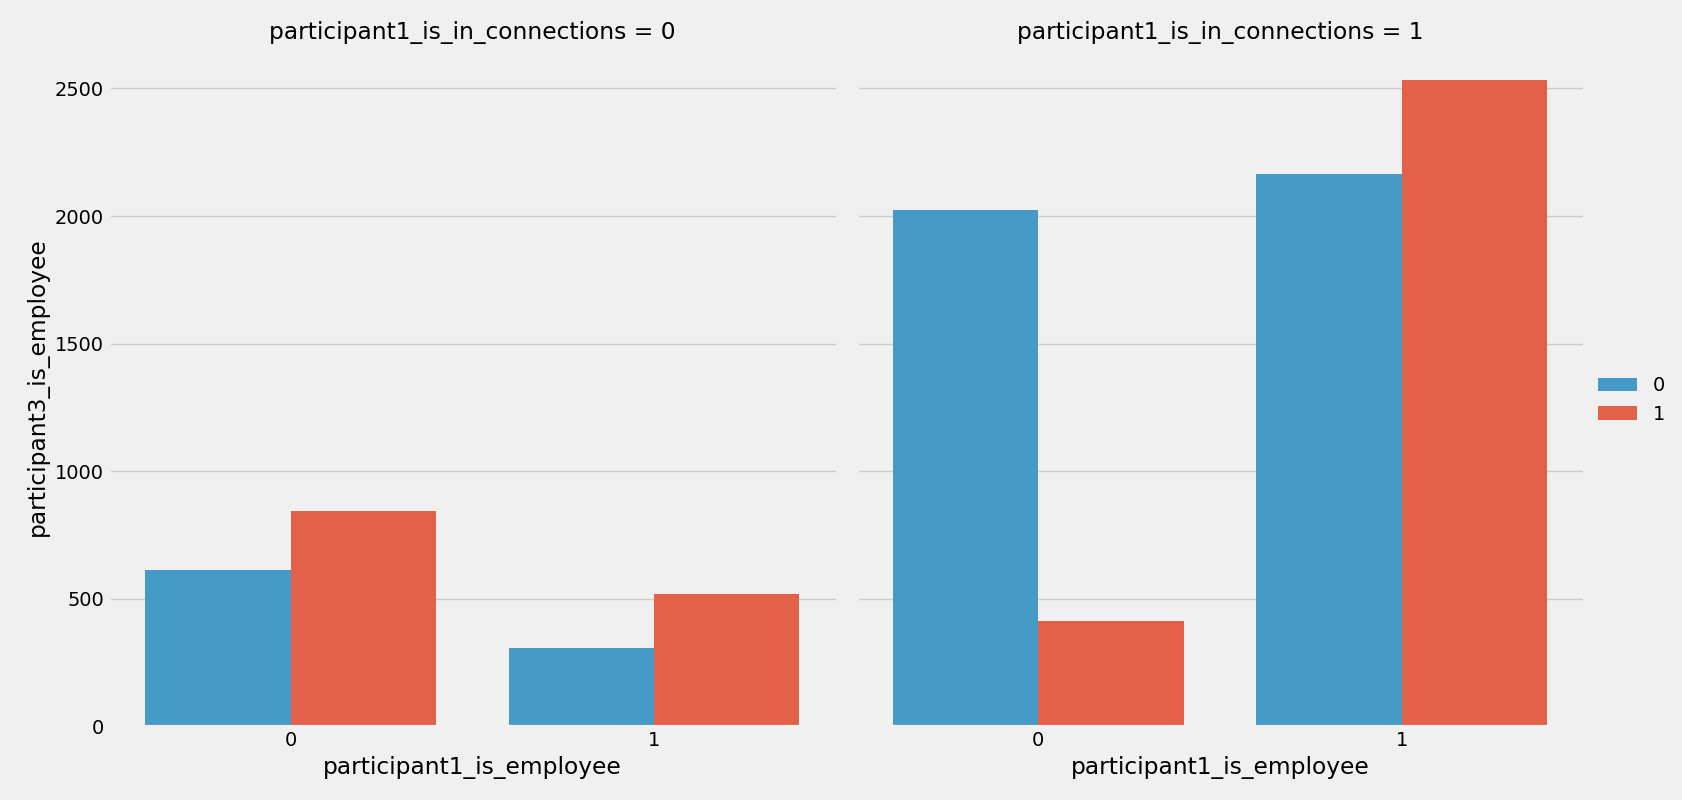 participant1_is_in_connections = 0
participant1_is_in_connections = 1
participant3_is_employee
2500
2000
1500
1000
500
0
0
1
0
1
participant1_is_employee
participant1_is_employee
0
1